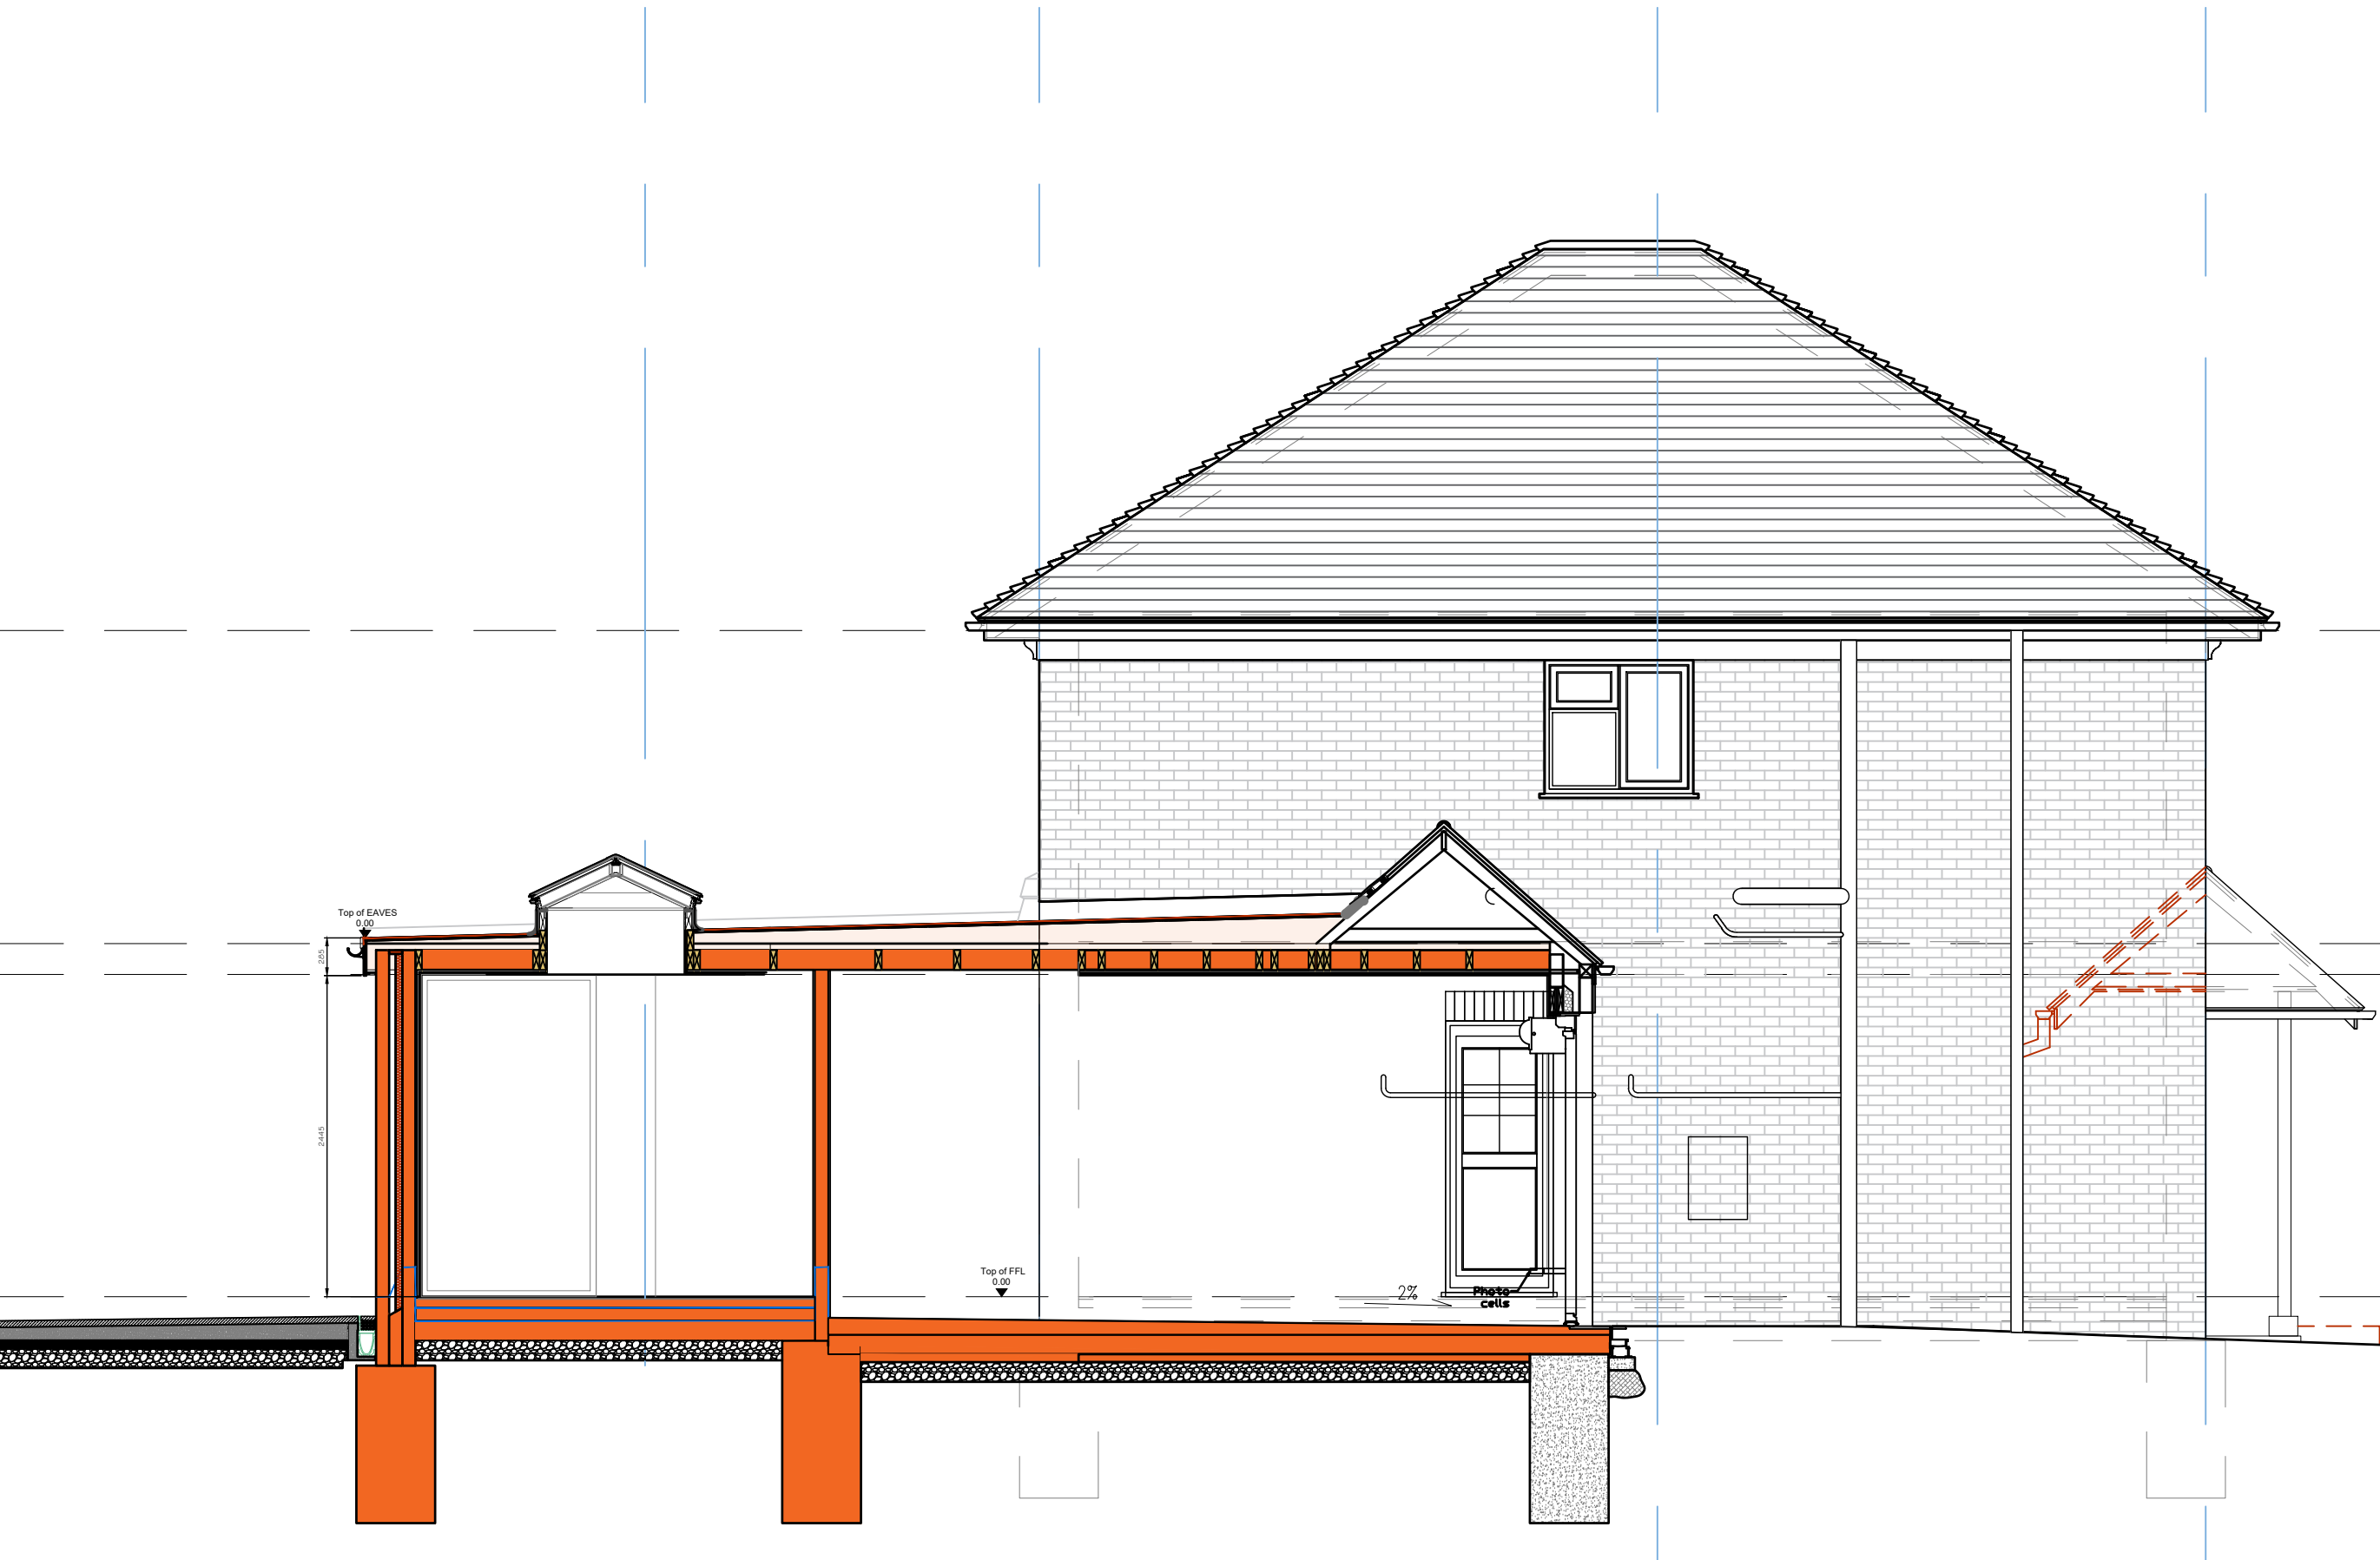 Top of EAVES
0.00
285
2445
Top of FFL
0.00
2%
Photo
cells